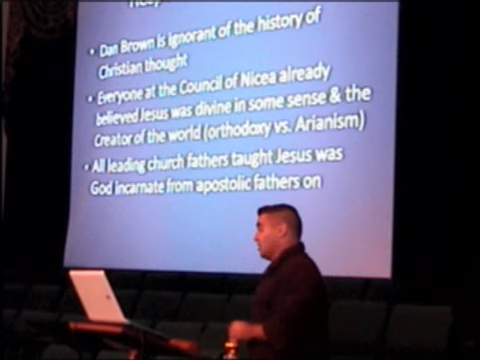 • Dan Brown is ignorant of the history of
Christian thought
• Everyone at the Council of Nicea already
believed Jesus was divine in some sense & the
Creator of the world (orthodoxy vs. Arianism)
• All leading church fathers taught Jesus was
God incarnate from apostolic fathers on